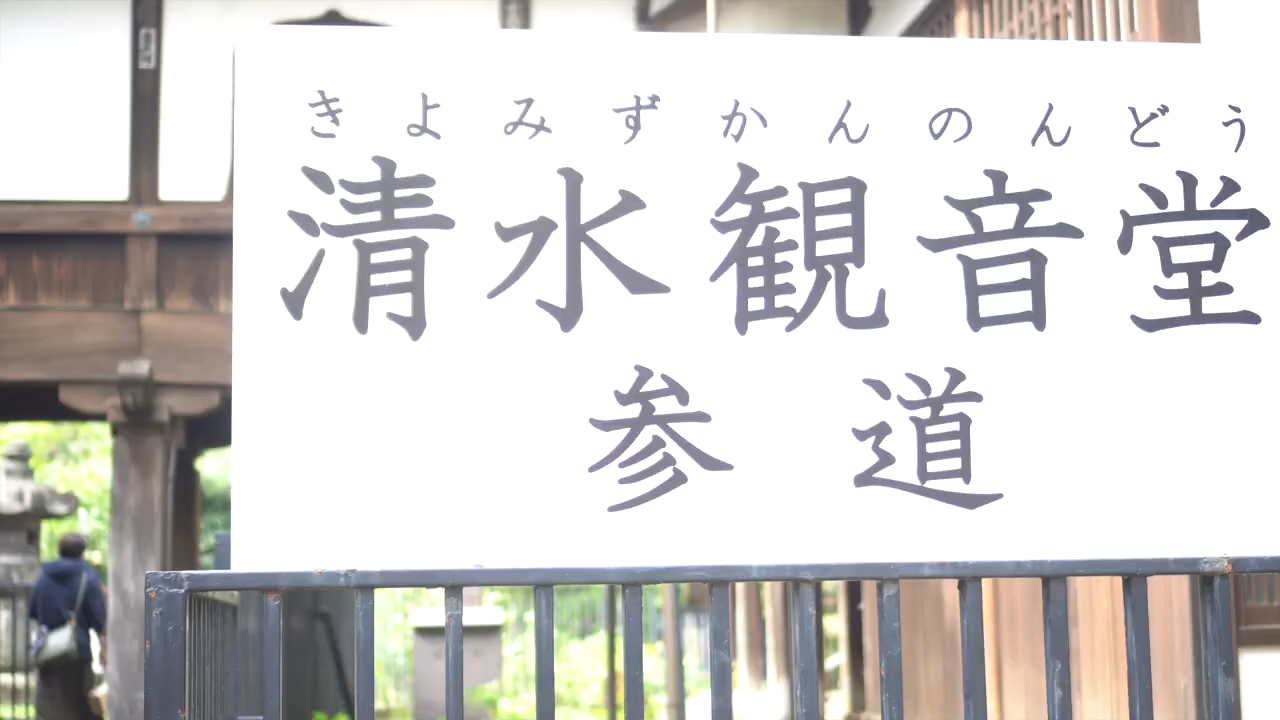 きよみずかんのんどう
清水観音堂
参道